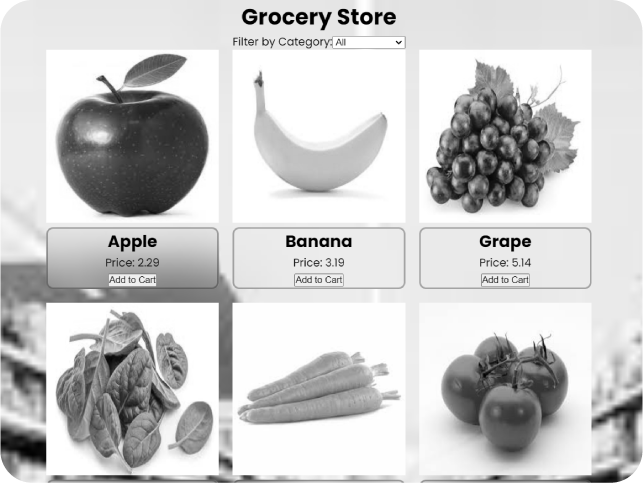 Grocery Store
Filter by Category: All
Apple
Price: 2.29
Add to Cart
Banana
Price: 3.19
Add to Cart
Grape
Price: 5.14
Add to Cart